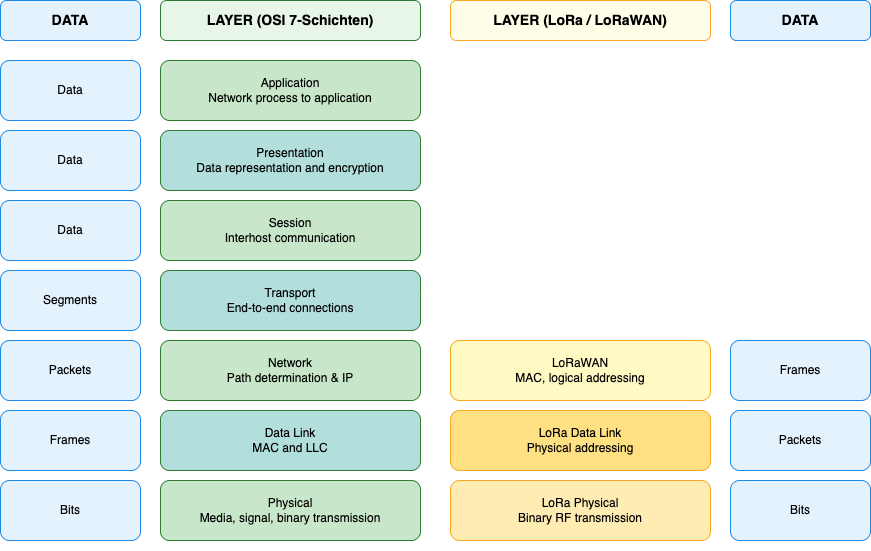 DATA
LAYER (OSI 7-Schichten)
LAYER (LoRa / LoRaWAN)
DATA
Data
Application
Network process to application
Data
Presentation
Data representation and encryption
Data
Session
Interhost communication
Segments
Transport
End-to-end connections
Packets
Network
Path determination & IP
LoRaWAN
MAC, logical addressing
Frames
Frames
Data Link
MAC and LLC
LoRa Data Link
Physical addressing
Packets
Bits
Physical
Media, signal, binary transmission
LoRa Physical
Binary RF transmission
Bits